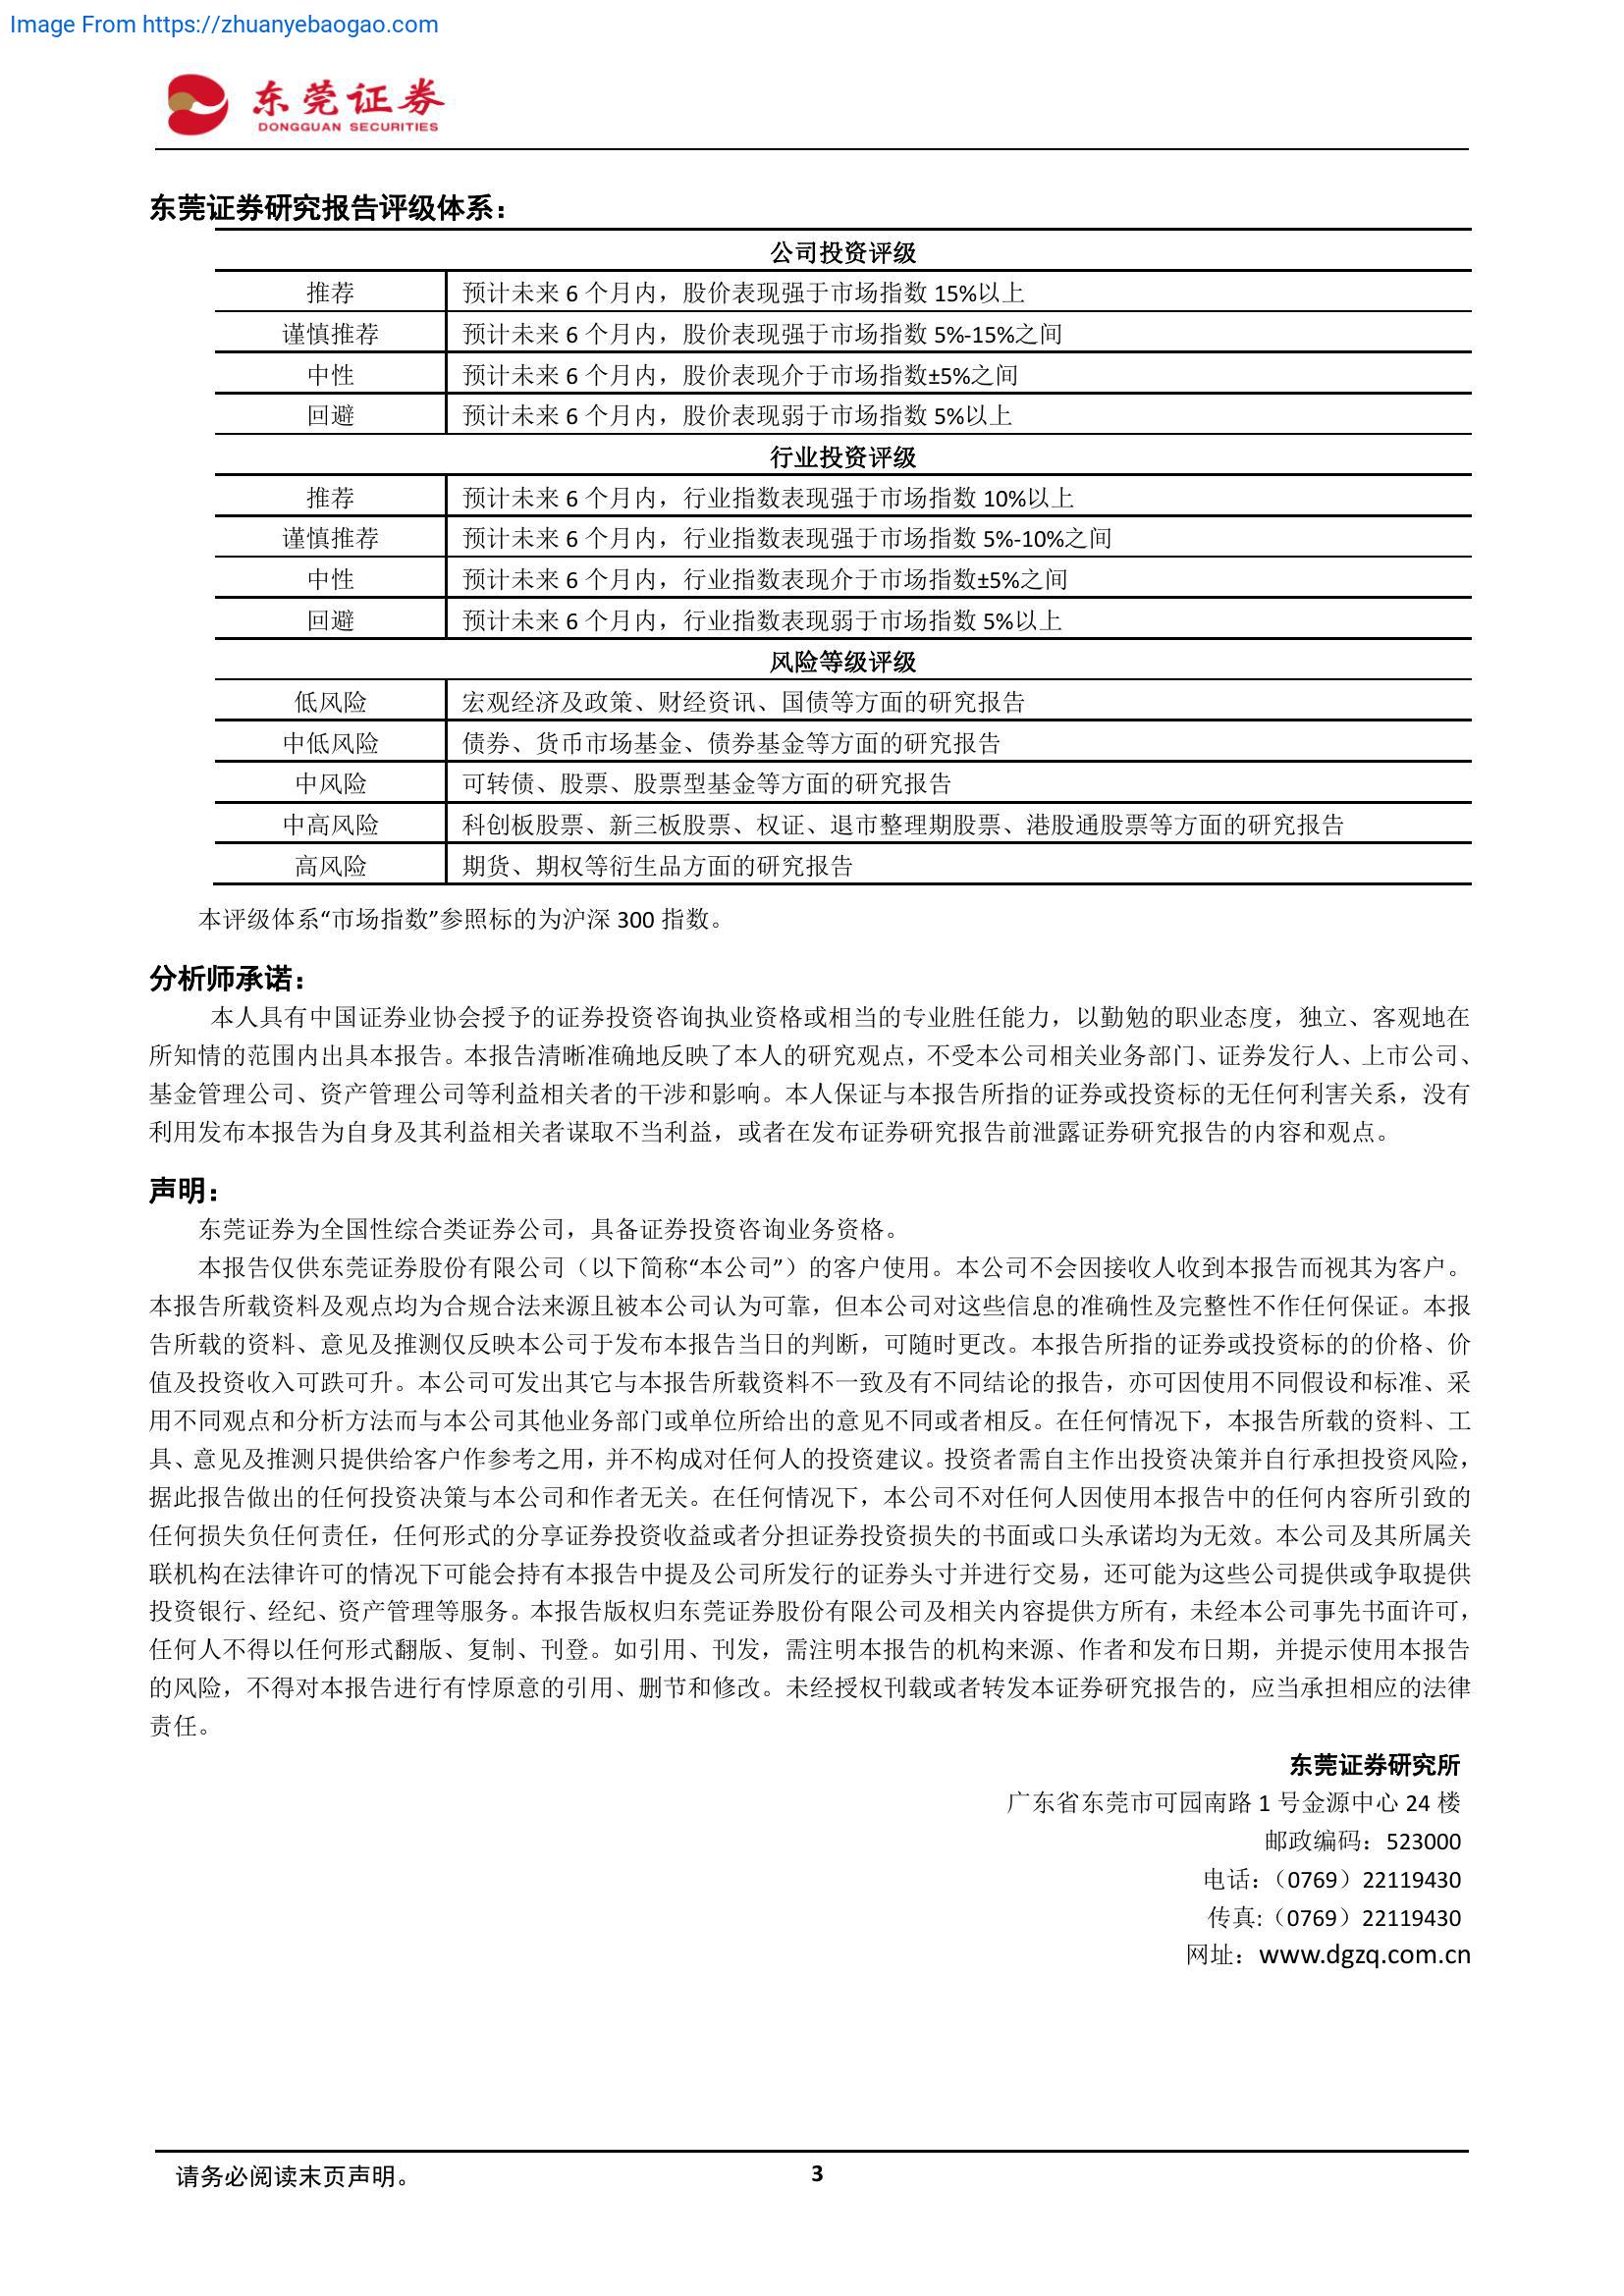 Image From https://zhuanyebaogao.com
东莞证券
DONGGUAN SECURITIES
东莞证券研究报告评级体系：
公司投资评级
推荐 预计未来 6 个月内，股价表现强于市场指数 15%以上
谨慎推荐 预计未来 6 个月内，股价表现强于市场指数 5%-15%之间
中性 预计未来 6 个月内，股价表现介于市场指数±5%之间
回避 预计未来 6 个月内，股价表现弱于市场指数 5%以上
行业投资评级
推荐 预计未来 6 个月内，行业指数表现强于市场指数 10%以上
谨慎推荐 预计未来 6 个月内，行业指数表现强于市场指数 5%-10%之间
中性 预计未来 6 个月内，行业指数表现介于市场指数±5%之间
回避 预计未来 6 个月内，行业指数表现弱于市场指数 5%以上
风险等级评级
低风险 宏观经济及政策、财经资讯、国债等方面的研究报告
中低风险 债券、货币市场基金、债券基金等方面的研究报告
中风险 可转债、股票、股票型基金等方面的研究报告
中高风险 科创板股票、新三板股票、权证、退市整理期股票、港股通股票等方面的研究报告
高风险 期货、期权等衍生品方面的研究报告
本评级体系“市场指数”参照标的为沪深 300 指数。
分析师承诺：
本人具有中国证券业协会授予的证券投资咨询执业资格或相当的专业胜任能力，以勤勉的职业态度，独立、客观地在
所知情的范围内出具本报告。本报告清晰准确地反映了本人的研究观点，不受本公司相关业务部门、证券发行人、上市公司、
基金管理公司、资产管理公司等利益相关者的干涉和影响。本人保证与本报告所指的证券或投资标的无任何利害关系，没有
利用发布本报告为自身及其利益相关者谋取不当利益，或者在发布证券研究报告前泄露证券研究报告的内容和观点。
声明：
东莞证券为全国性综合类证券公司，具备证券投资咨询业务资格。
本报告仅供东莞证券股份有限公司（以下简称“本公司”）的客户使用。本公司不会因接收人收到本报告而视其为客户。
本报告所载资料及观点均为合规合法来源且被本公司认为可靠，但本公司对这些信息的准确性及完整性不作任何保证。本报
告所载的资料、意见及推测仅反映本公司于发布本报告当日的判断，可随时更改。本报告所指的证券或投资标的的价格、价
值及投资收入可跌可升。本公司可发出其它与本报告所载资料不一致及有不同结论的报告，亦可因使用不同假设和标准、采
用不同观点和分析方法而与本公司其他业务部门或单位所给出的意见不同或者相反。在任何情况下，本报告所载的资料、工
具、意见及推测只提供给客户作参考之用，并不构成对任何人的投资建议。投资者需自主作出投资决策并自行承担投资风险，
据此报告做出的任何投资决策与本公司和作者无关。在任何情况下，本公司不对任何人因使用本报告中的任何内容所引致的
任何损失负任何责任，任何形式的分享证券投资收益或者分担证券投资损失的书面或口头承诺均为无效。本公司及其所属关
联机构在法律许可的情况下可能会持有本报告中提及公司所发行的证券头寸并进行交易，还可能为这些公司提供或争取提供
投资银行、经纪、资产管理等服务。本报告版权归东莞证券股份有限公司及相关内容提供方所有，未经本公司事先书面许可，
任何人不得以任何形式翻版、复制、刊登。如引用、刊发，需注明本报告的机构来源、作者和发布日期，并提示使用本报告
的风险，不得对本报告进行有悖原意的引用、删节和修改。未经授权刊载或者转发本证券研究报告的，应当承担相应的法律
责任。
东莞证券研究所
广东省东莞市可园南路 1 号金源中心 24 楼
邮政编码：523000
电话：（0769）22119430
传真:（0769）22119430
网址：www.dgzq.com.cn
请务必阅读末页声明。
3